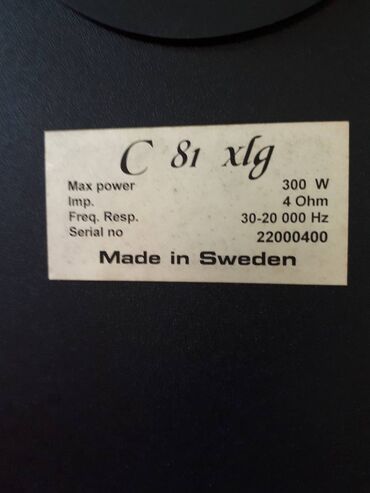 C 81 xlg
Max power 300 W
Imp. 4 Ohm
Freq. Resp. 30-20 000 Hz
Serial no 22000400
Made in Sweden